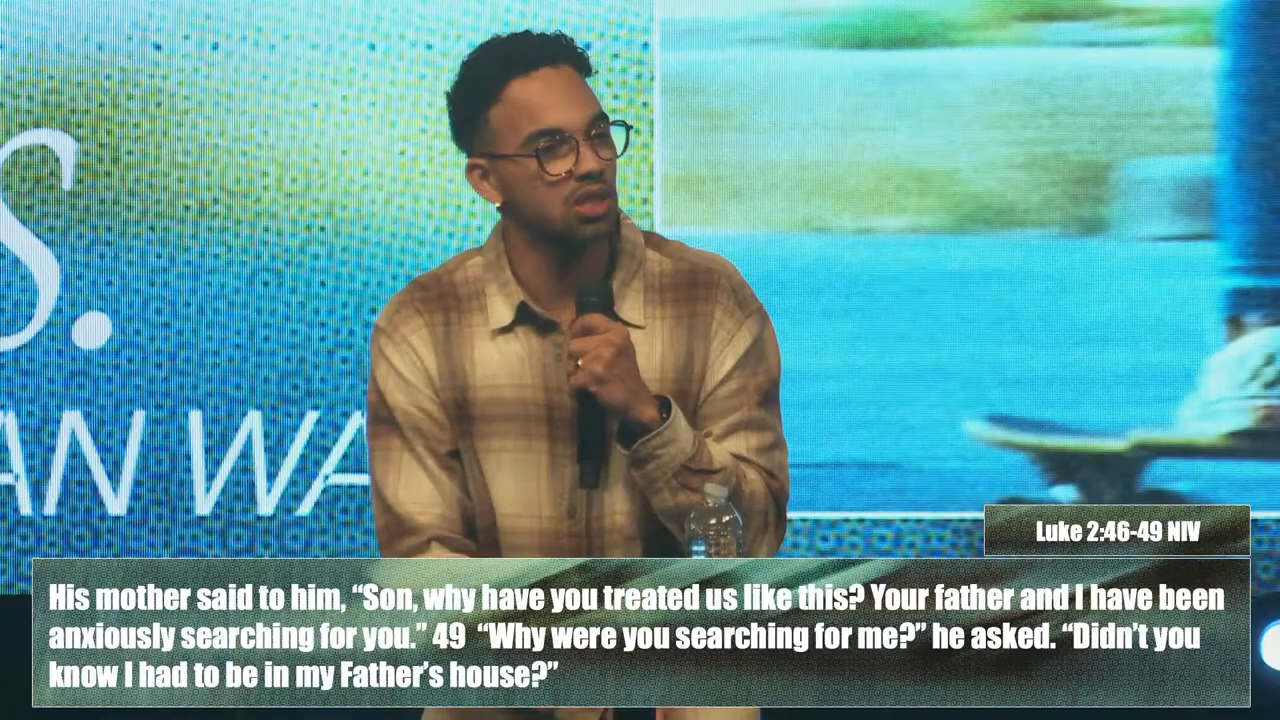 S.
AN WA
Luke 2:46-49 NIV
His mother said to him, “Son, why have you treated us like this? Your father and I have been
anxiously searching for you.” 49 “Why were you searching for me?” he asked. “Didn’t you
know I had to be in my Father’s house?”